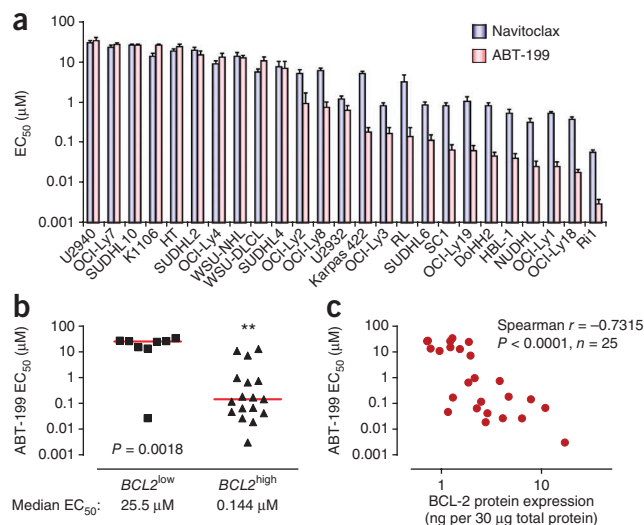 a
Navitoclax
ABT-199
EC50 (µM)
100
10
1
0.1
0.01
0.001
U2940
OCI-Ly7
SUDHL10
K1106
HT
SUDHL2
OCI-Ly4
WSU-NHL
WSU-DLCL
SUDHL4
OCI-Ly2
OCI-Ly8
U2932
Karpas 422
OCI-Ly3
RL
SUDHL6
SC1
OCI-Ly19
DoHH2
HBL-1
NUDHL
OCI-Ly1
OCI-Ly18
Ri1
b
ABT-199 EC50 (µM)
100
10
1
0.1
0.01
0.001
**
P = 0.0018
BCL2low
BCL2high
Median EC50:
25.5 µM
0.144 µM
c
ABT-199 EC50 (µM)
100
10
1
0.1
0.01
0.001
Spearman r = –0.7315
P < 0.0001, n = 25
1
10
BCL-2 protein expression
(ng per 30 µg total protein)